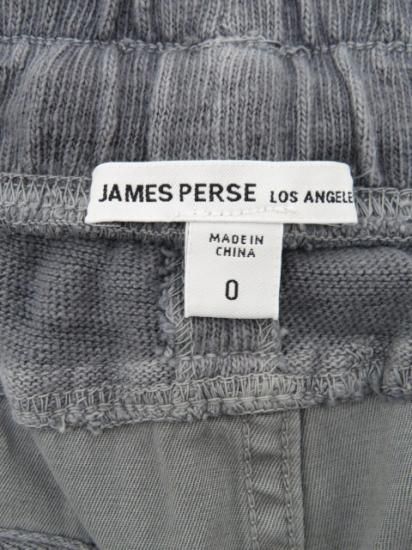 JAMES PERSE LOS ANGELE
MADE IN
CHINA
0